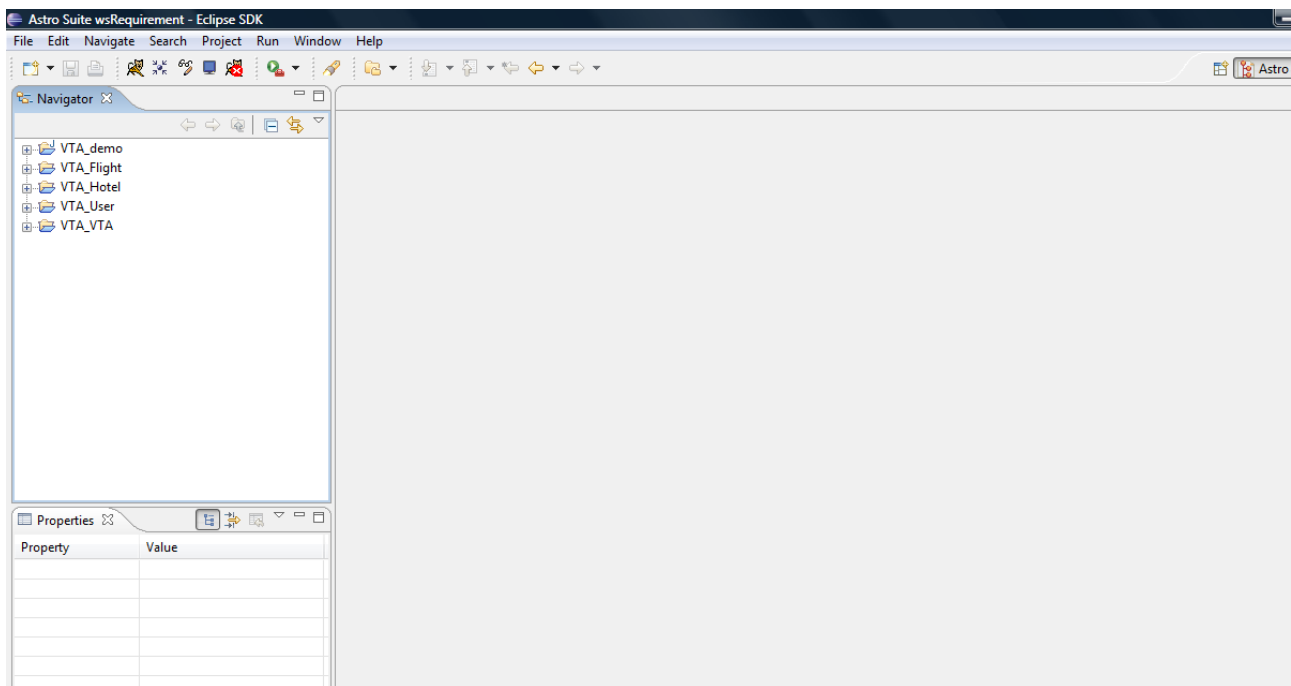 Astro Suite wsRequirement - Eclipse SDK
File Edit Navigate Search Project Run Window Help
Astro
Navigator
VTA_demo
VTA_Flight
VTA_Hotel
VTA_User
VTA_VTA
Properties
Property Value